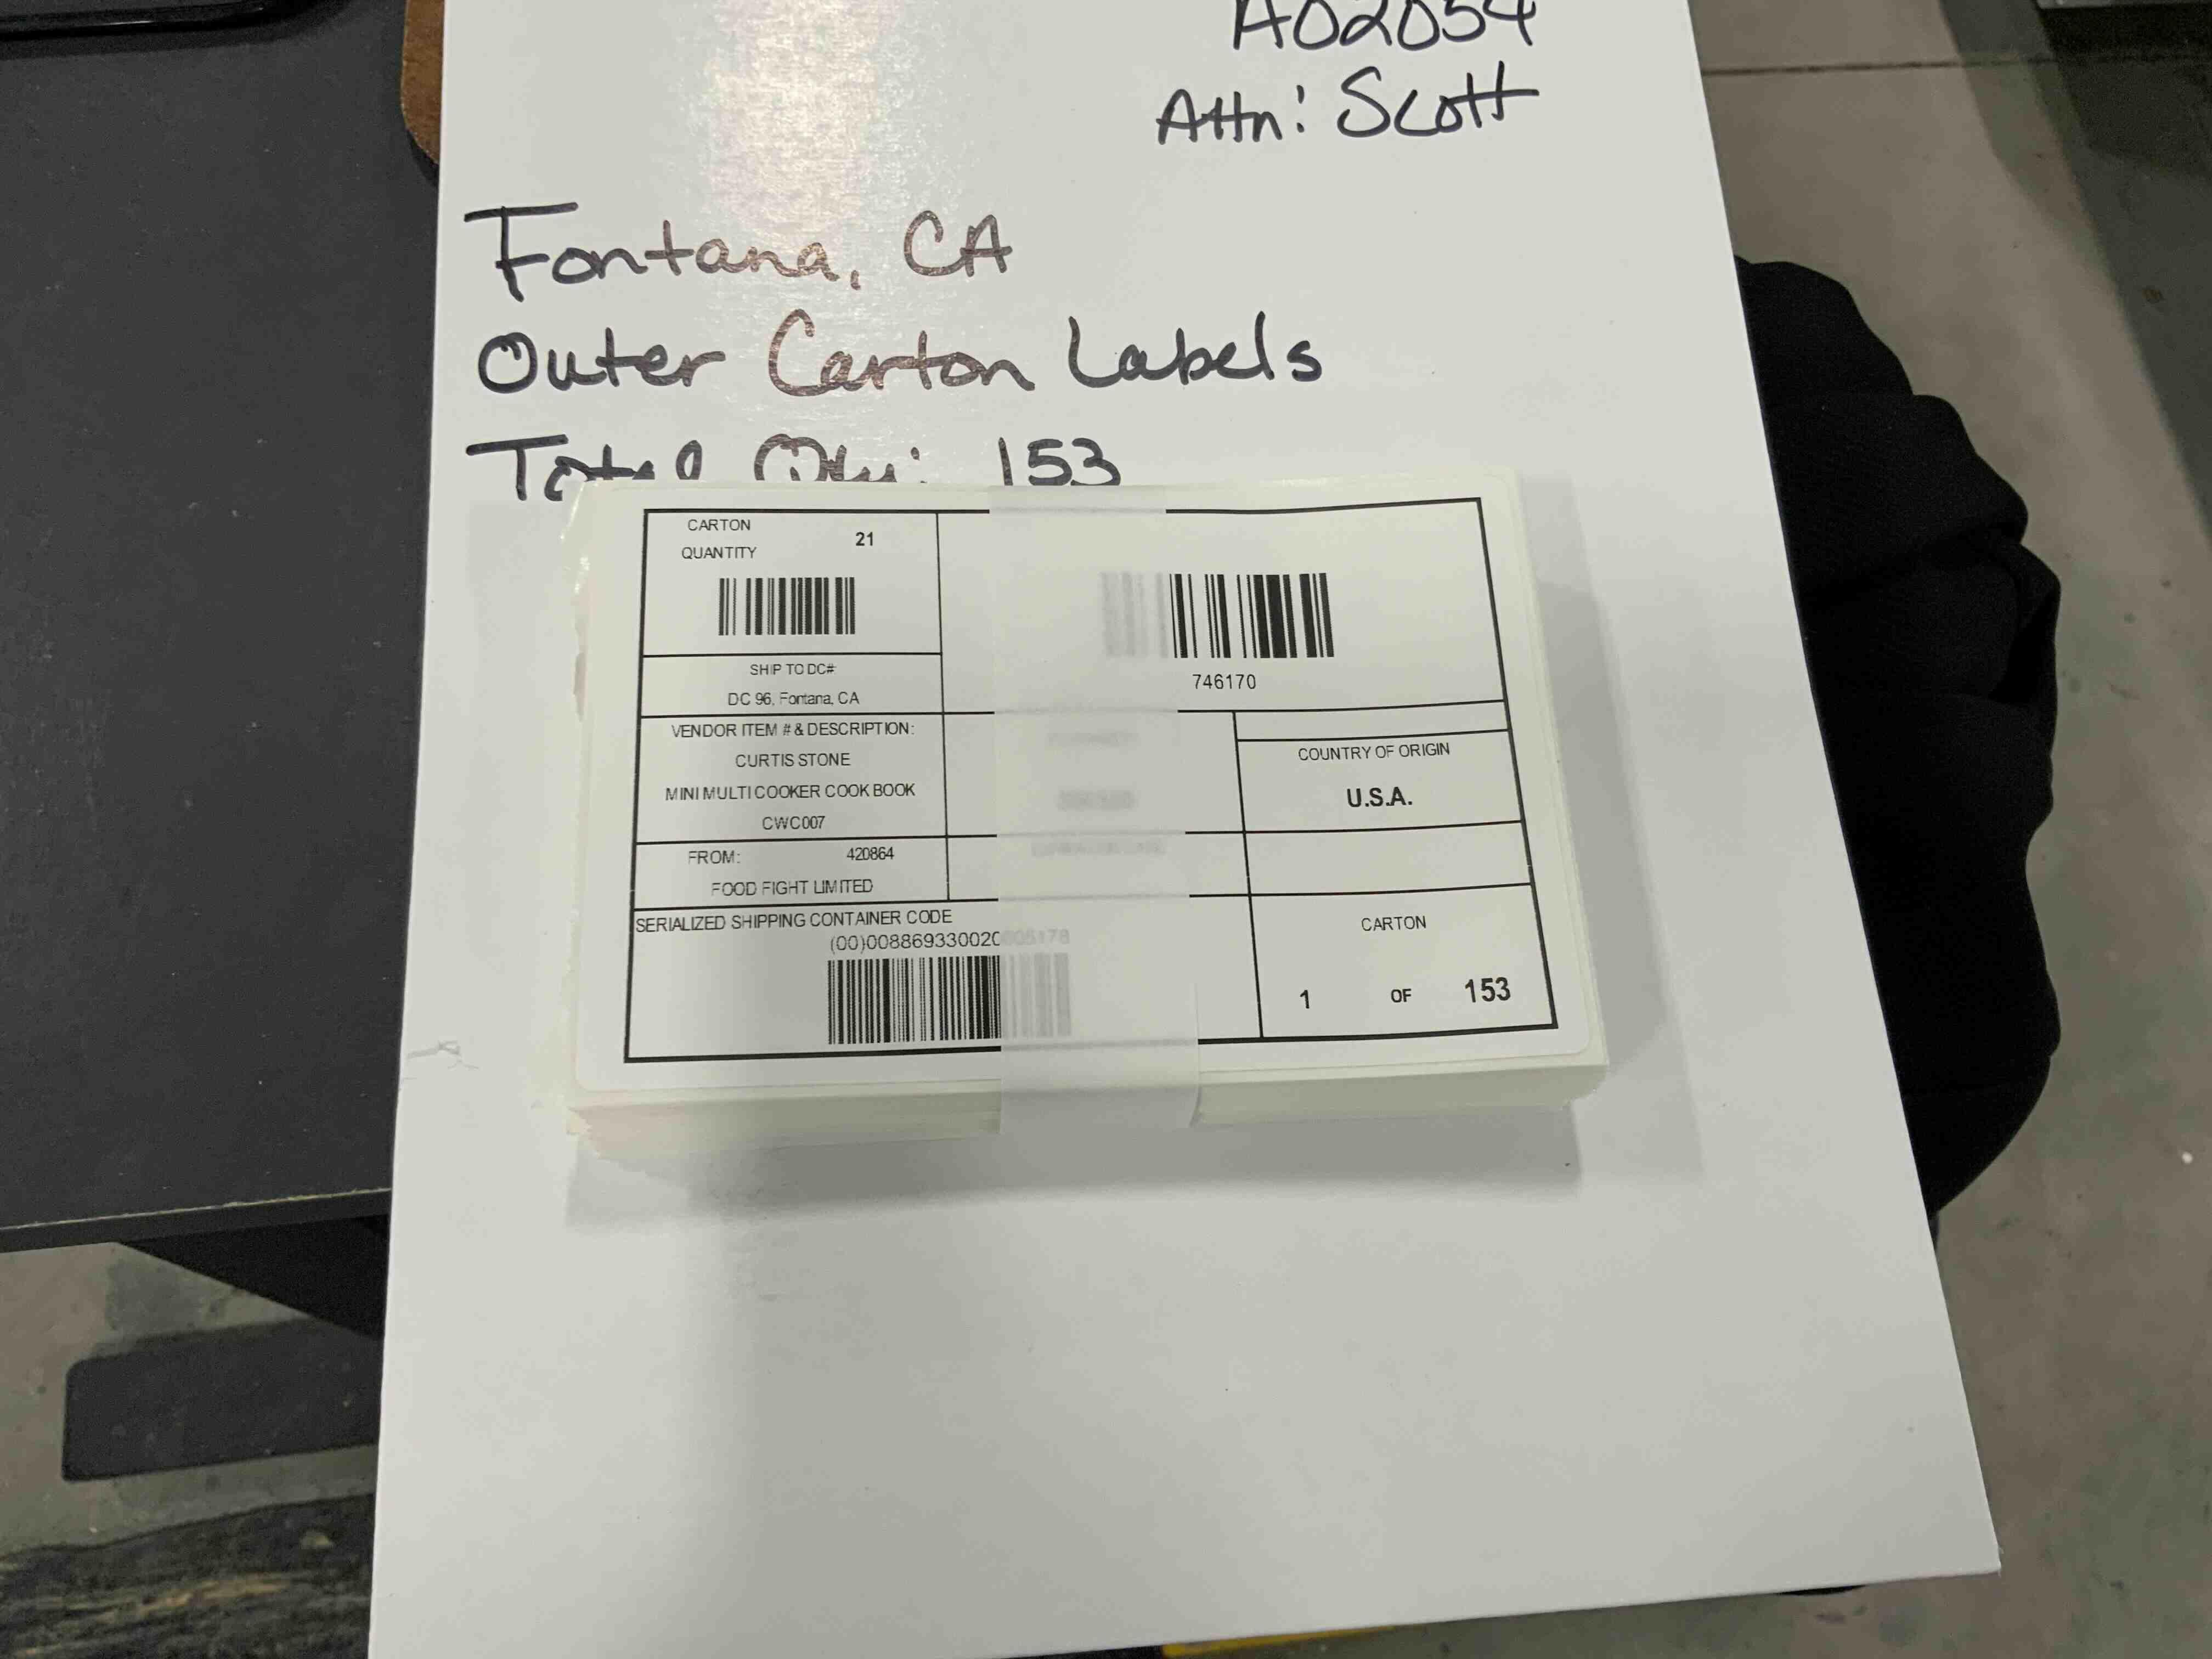 A02054
Attn: Scott
Fontana, CA
Outer Carton Labels
Total Qty: 153
CARTON
QUANTITY 21
746170
SHIP TO DC#
DC 96, Fontana, CA
VENDOR ITEM # & DESCRIPTION:
CURTIS STONE
MINI MULTI COOKER COOK BOOK
CWC007
COUNTRY OF ORIGIN
U.S.A.
FROM: 420864
FOOD FIGHT LIMITED
SERIALIZED SHIPPING CONTAINER CODE
CARTON
1 OF 153